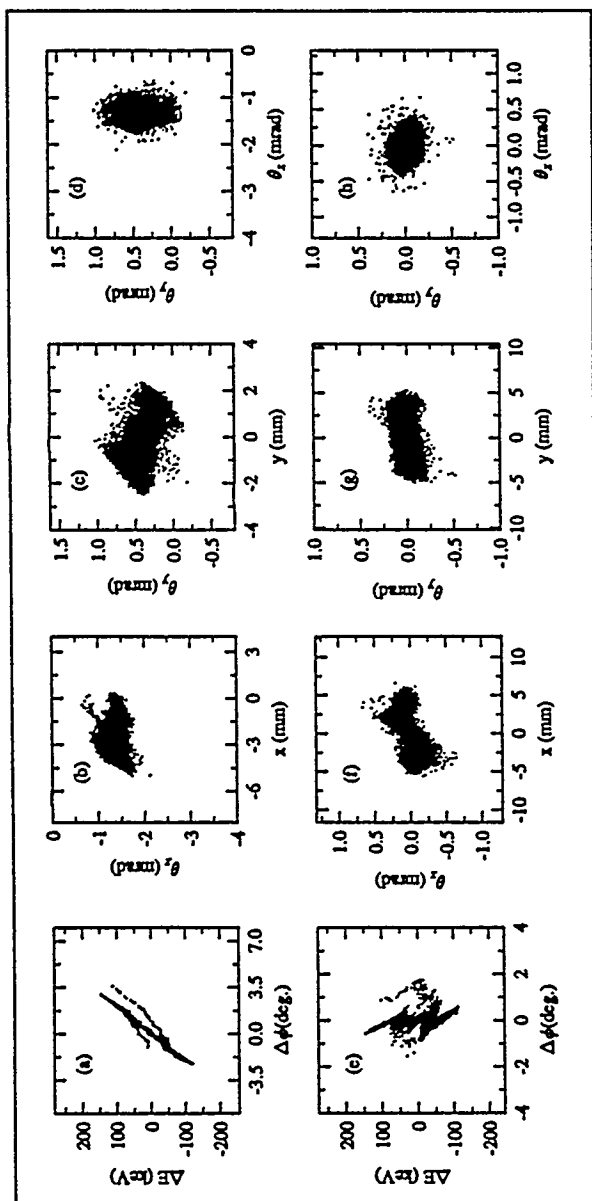 (a)
200
100
0
-100
-200
ΔE (keV)
-3.5 0.0 3.5 7.0
Δϕ(deg.)
(b)
0
-1
-2
-3
-4
θx (mrad)
-6 -3 0 3
x (mm)
(c)
1.5
1.0
0.5
0.0
-0.5
θy (mrad)
-4 -2 0 2 4
y (mm)
(d)
1.5
1.0
0.5
0.0
-0.5
θy (mrad)
-4 -3 -2 -1 0
θx (mrad)
(e)
200
100
0
-100
-200
ΔE (keV)
-4 -2 0 2 4
Δϕ(deg.)
(f)
1.0
0.5
0.0
-0.5
-1.0
θx (mrad)
-10 -5 0 5 10
x (mm)
(g)
1.0
0.5
0.0
-0.5
-1.0
θy (mrad)
-10 -5 0 5 10
y (mm)
(h)
1.0
0.5
0.0
-0.5
-1.0
θy (mrad)
-1.0 -0.5 0.0 0.5 1.0
θx (mrad)